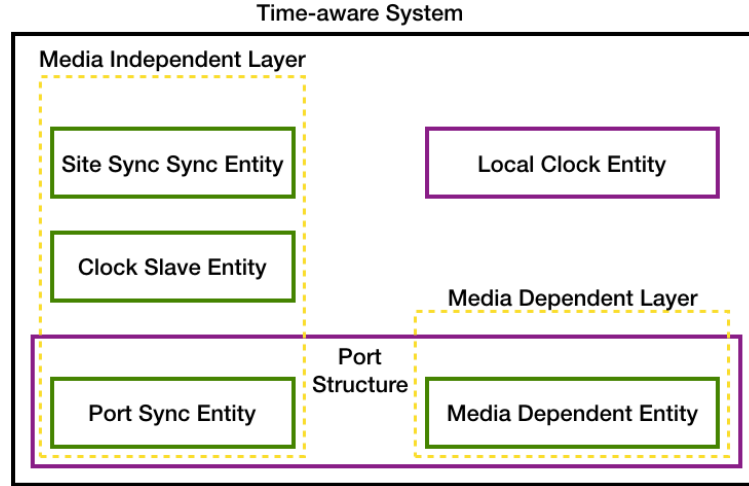 Time-aware System
Media Independent Layer
Site Sync Sync Entity
Local Clock Entity
Clock Slave Entity
Media Dependent Layer
Port
Structure
Port Sync Entity
Media Dependent Entity